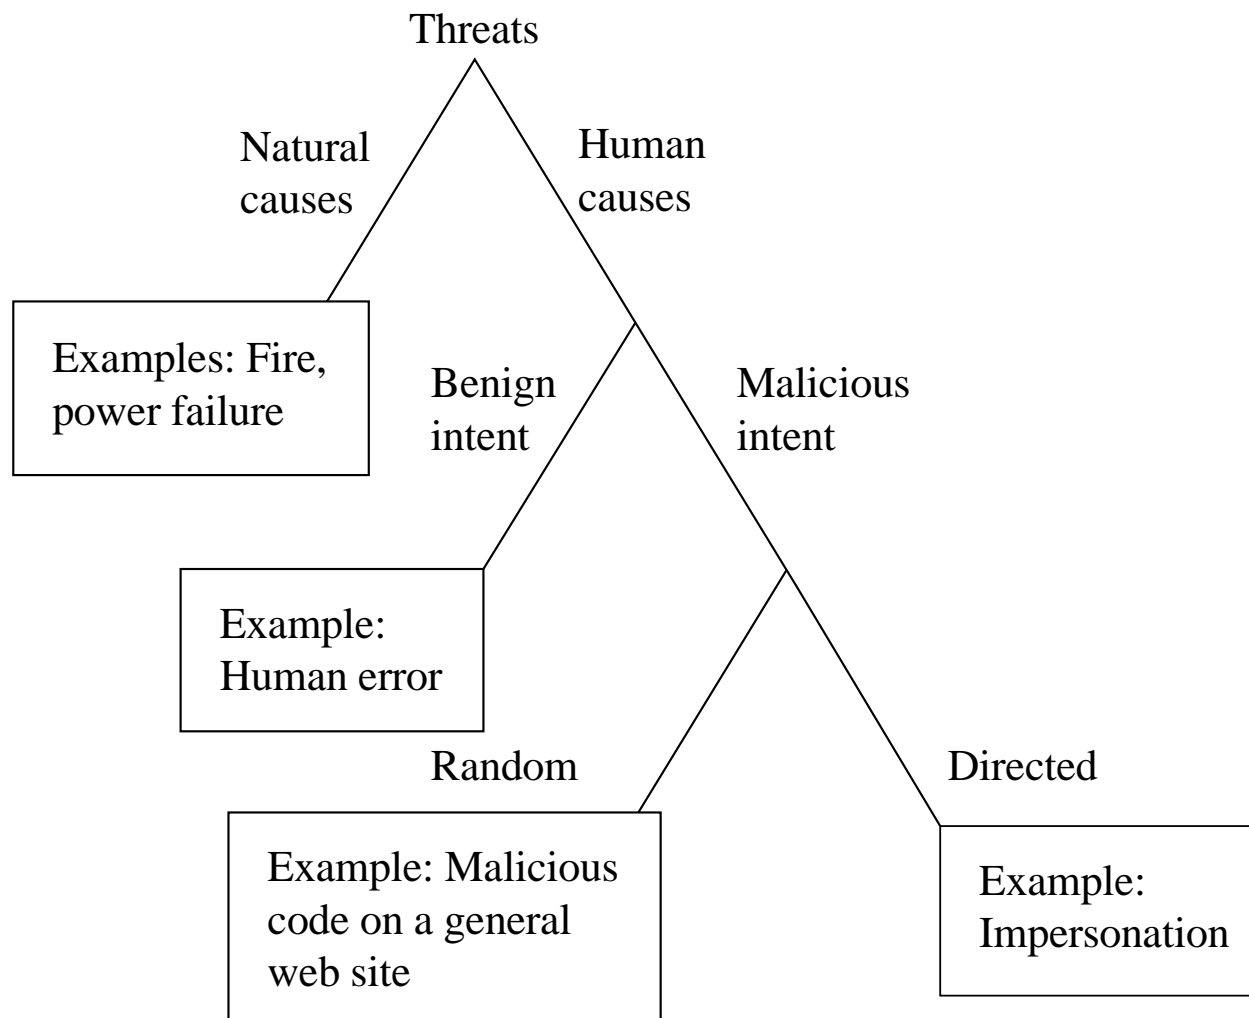 Threats
Natural
causes
Human
causes
Examples: Fire,
power failure
Benign
intent
Malicious
intent
Example:
Human error
Random
Directed
Example: Malicious
code on a general
web site
Example:
Impersonation